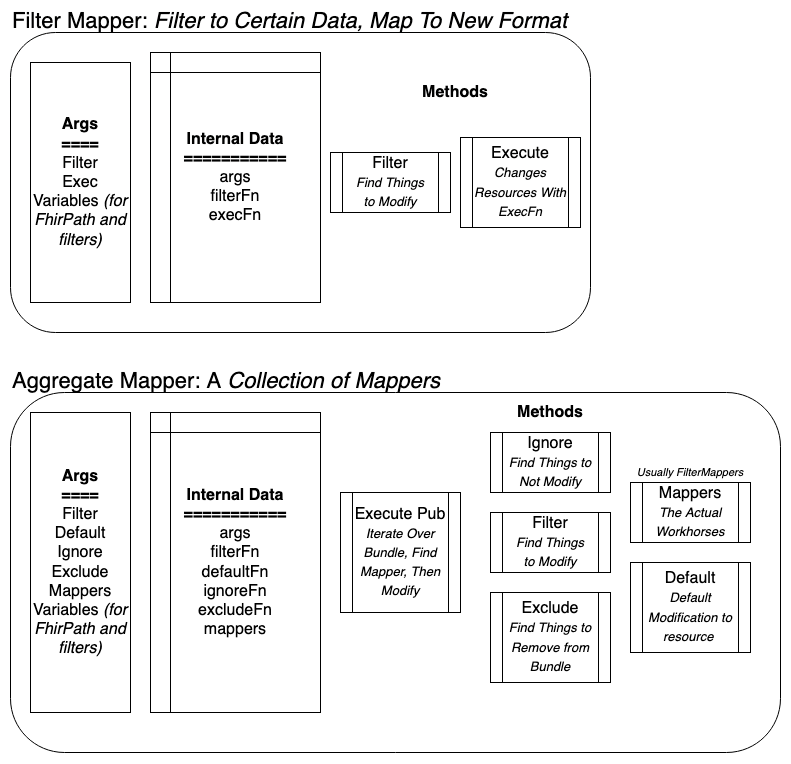 Filter Mapper: Filter to Certain Data, Map To New Format
Args
====
Filter
Exec
Variables (for
FhirPath and
filters)
Internal Data
===========
args
filterFn
execFn
Methods
Filter
Find Things
to Modify
Execute
Changes
Resources With
ExecFn
Aggregate Mapper: A Collection of Mappers
Args
====
Filter
Default
Ignore
Exclude
Mappers
Variables (for
FhirPath and
filters)
Internal Data
===========
args
filterFn
defaultFn
ignoreFn
excludeFn
mappers
Methods
Execute Pub
Iterate Over
Bundle, Find
Mapper, Then
Modify
Ignore
Find Things to
Not Modify
Filter
Find Things
to Modify
Exclude
Find Things to
Remove from
Bundle
Usually FilterMappers
Mappers
The Actual
Workhorses
Default
Default
Modification to
resource